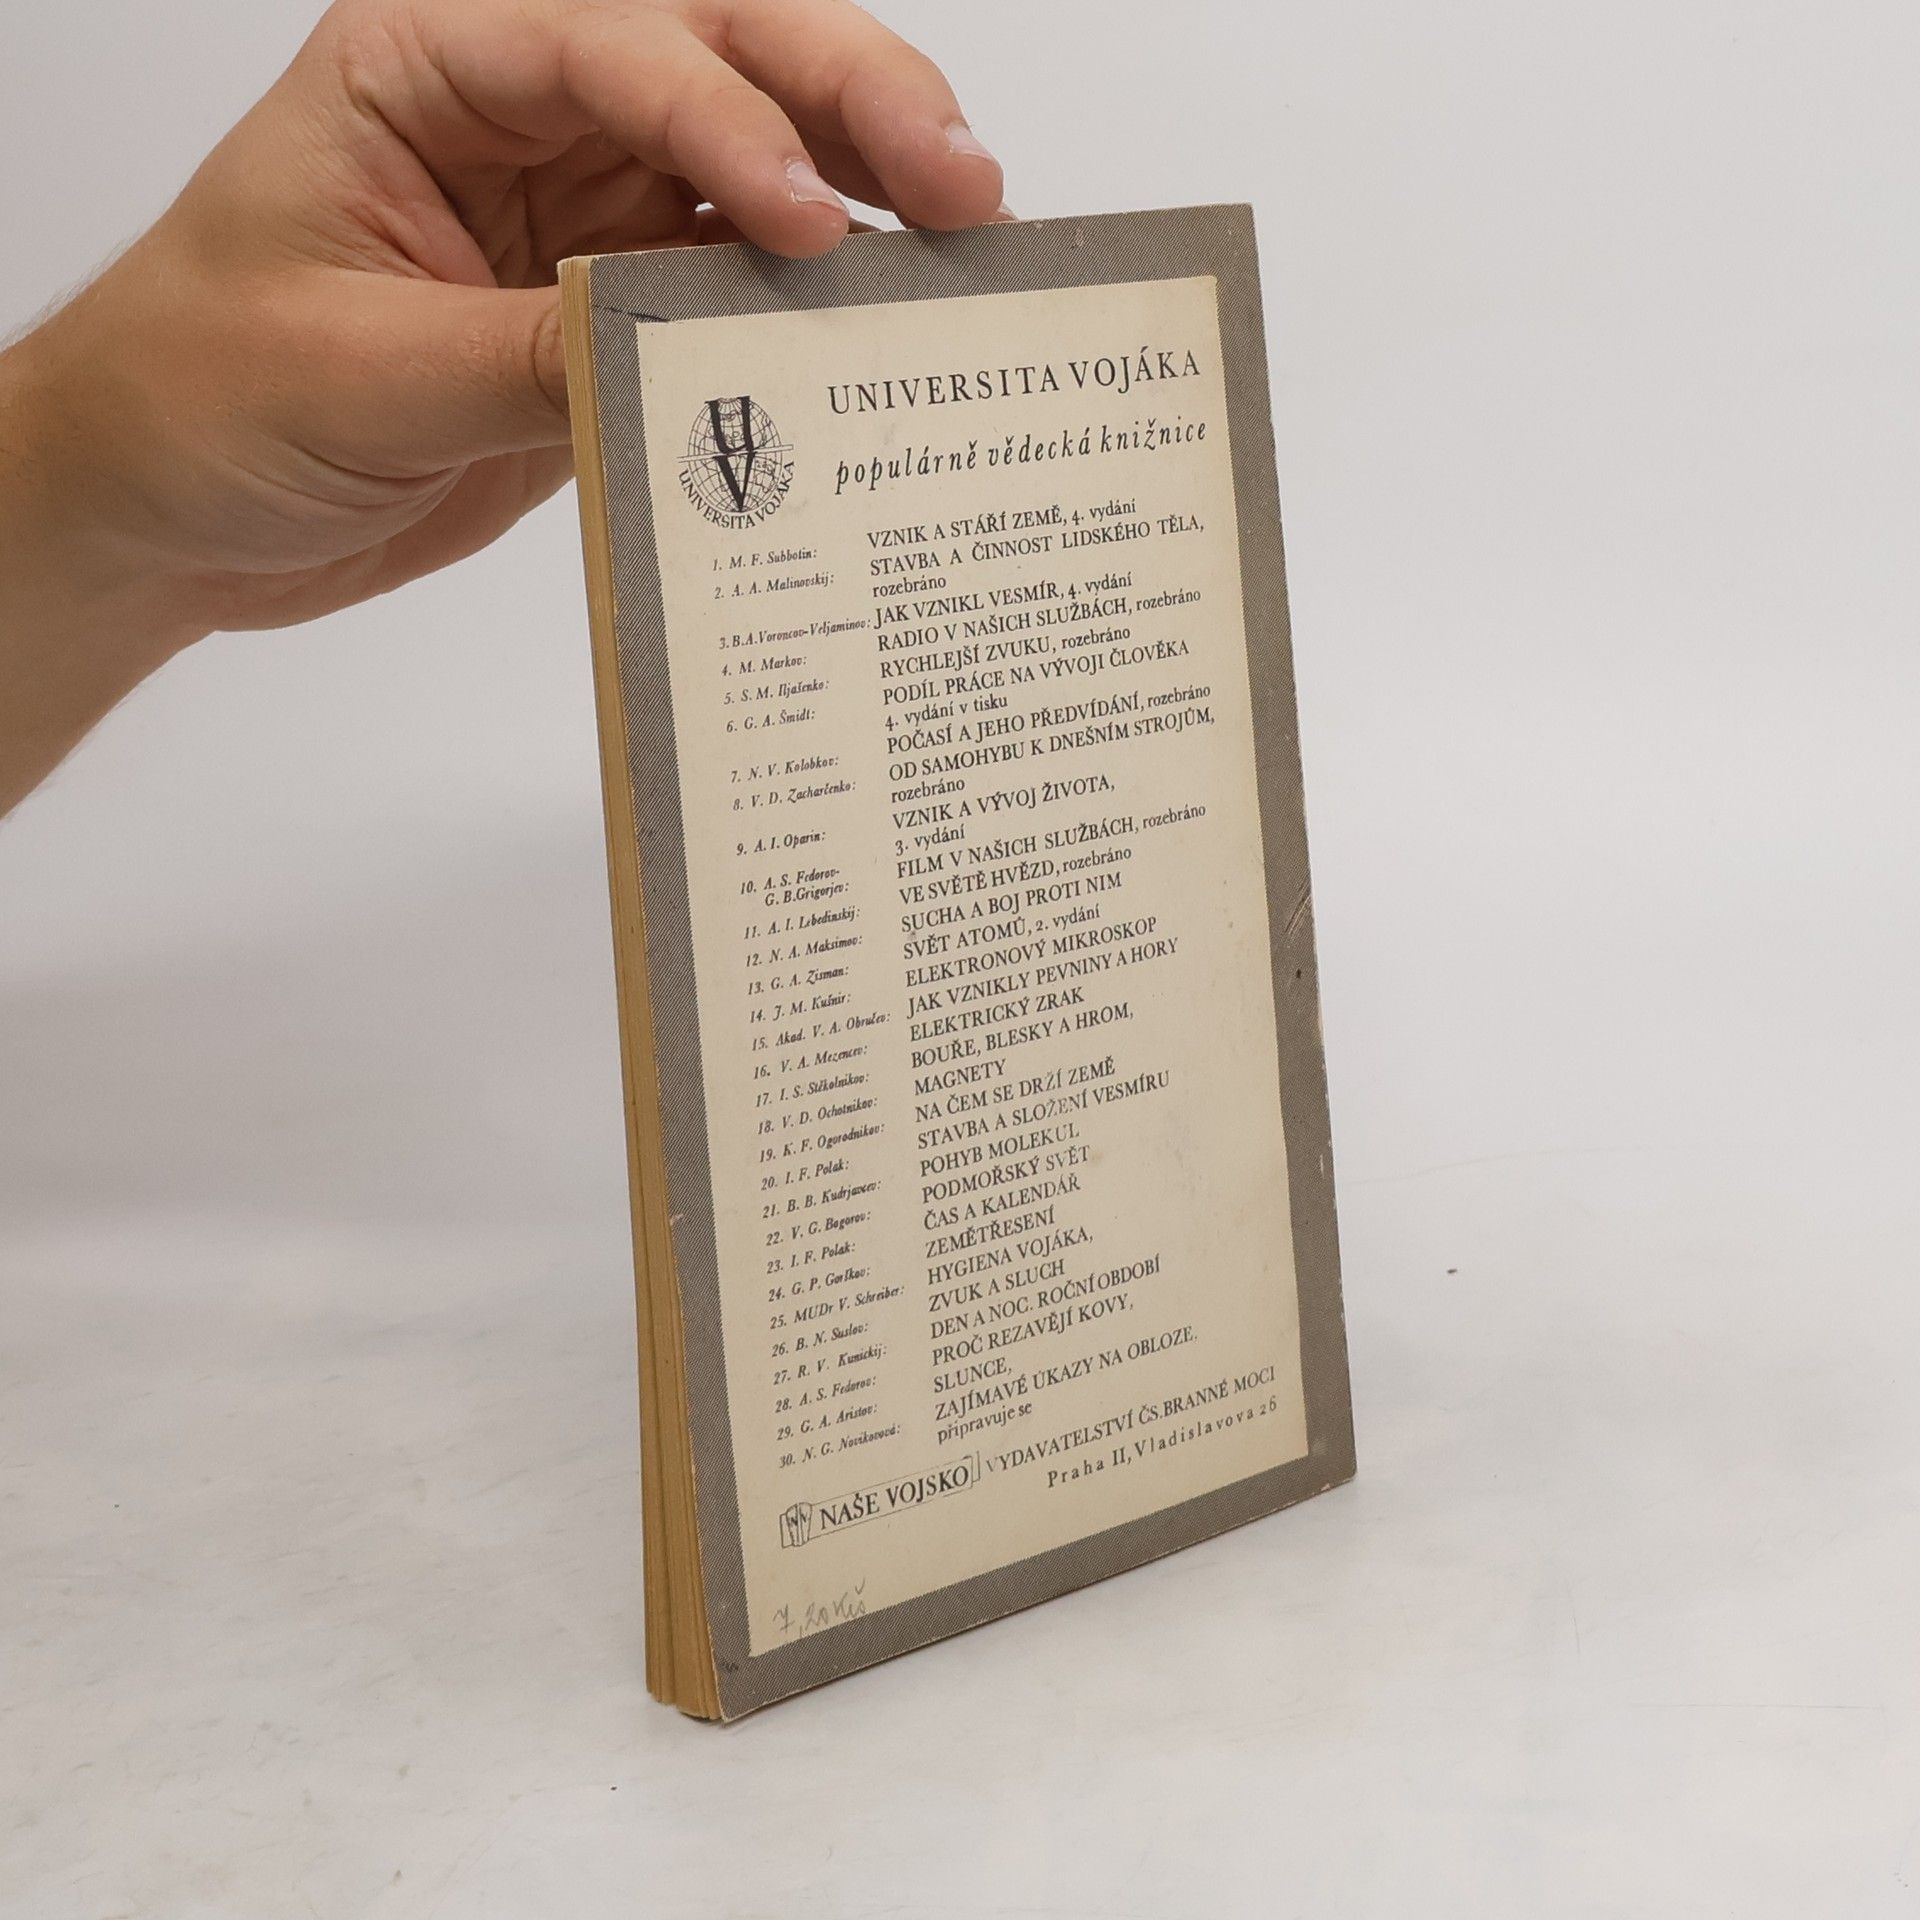 UNIVERSITA VOJÁKA
populárně vědecká knižnice
UV
UNIVERSITA VOJÁKA
1. M. F. Subbotin: VZNIK A STÁŘÍ ZEMĚ, 4. vydání
2. A. A. Malinovskij: STAVBA A ČINNOST LIDSKÉHO TĚLA,
rozebráno
3. B.A.Voroncov-Veljaminov: JAK VZNIKL VESMÍR, 4. vydání
4. M. Markov: RADIO V NAŠICH SLUŽBÁCH, rozebráno
5. S. M. Iljašenko: RYCHLEJŠÍ ZVUKU, rozebráno
6. G. A. Šmidt: PODÍL PRÁCE NA VÝVOJI ČLOVĚKA
4. vydání v tisku
7. N. V. Kolobkov: POČASÍ A JEHO PŘEDVÍDÁNÍ, rozebráno
8. V. D. Zacharčenko: OD SAMOHYBU K DNEŠNÍM STROJŮM,
rozebráno
9. A. I. Oparin: VZNIK A VÝVOJ ŽIVOTA,
3. vydání
10. A. S. Fedorov-
G. B.Grigorjev: FILM V NAŠICH SLUŽBÁCH, rozebráno
11. A. I. Lebedinskij: VE SVĚTĚ HVĚZD, rozebráno
12. N. A. Maksimov: SUCHA A BOJ PROTI NIM
13. G. A. Zisman: SVĚT ATOMŮ, 2. vydání
14. J. M. Kušnir: ELEKTRONOVÝ MIKROSKOP
15. Akad. V. A. Obručev: JAK VZNIKLY PEVNINY A HORY
16. V. A. Mezencev: ELEKTRICKÝ ZRAK
17. I. S. Stěkolnikov: BOUŘE, BLESKY A HROM,
18. V. D. Ochotnikov: MAGNETY
19. K. F. Ogorodnikov: NA ČEM SE DRŽÍ ZEMĚ
20. I. F. Polak: STAVBA A SLOŽENÍ VESMÍRU
21. B. B. Kudrjavcev: POHYB MOLEKUL
22. V. G. Bogorov: PODMOŘSKÝ SVĚT
23. I. F. Polak: ČAS A KALENDÁŘ
24. G. P. Gorškov: ZEMĚTŘESENÍ
25. MUDr V. Schreiber: HYGIENA VOJÁKA,
26. B. N. Suslov: ZVUK A SLUCH
27. R. V. Kunickij: DEN A NOC. ROČNÍ OBDOBÍ
28. A. S. Fedorov: PROČ REZAVĚJÍ KOVY,
29. G. A. Aristov: SLUNCE,
30. N. G. Novikovová: ZAJÍMAVÉ ÚKAZY NA OBLOZE.
připravuje se
NV NAŠE VOJSKO VYDAVATELSTVÍ ČS.BRANNÉ MOCI
Praha II, Vladislavova 26
7,20 Kčs